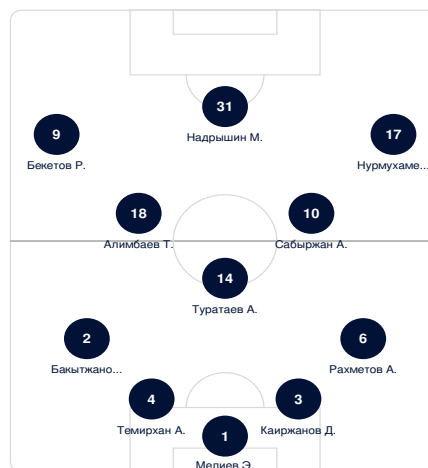 31
Надрышин М.
9
Бекетов Р.
17
Нурмухаме...
18
Алимбаев Т.
10
Сабыржан А.
14
Туратаев А.
2
Бакытжано...
6
Рахметов А.
4
Темирхан А.
3
Каиржанов Д.
1
Мелиев Э.